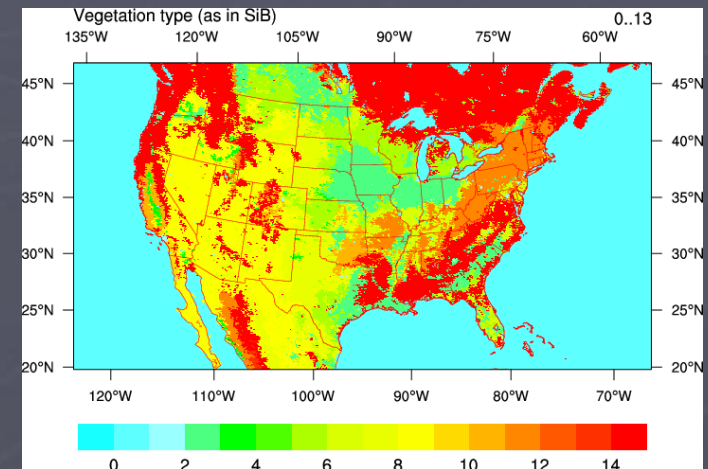 Vegetation type (as in SiB)
0..13
135°W 120°W 105°W 90°W 75°W 60°W
45°N 45°N
40°N 40°N
35°N 35°N
30°N 30°N
25°N 25°N
20°N 20°N
120°W 110°W 100°W 90°W 80°W 70°W
0 2 4 6 8 10 12 14